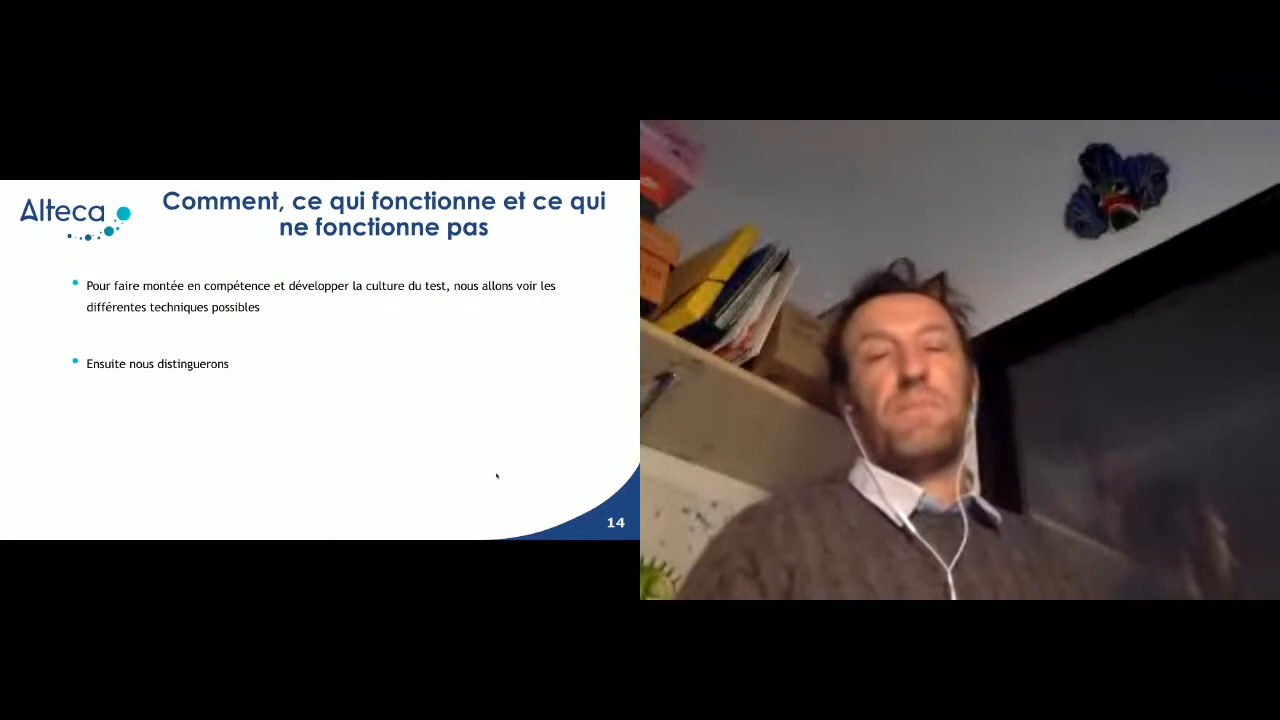 Alteca
Comment, ce qui fonctionne et ce qui
ne fonctionne pas
Pour faire montée en compétence et développer la culture du test, nous allons voir les
différentes techniques possibles
Ensuite nous distinguerons
14